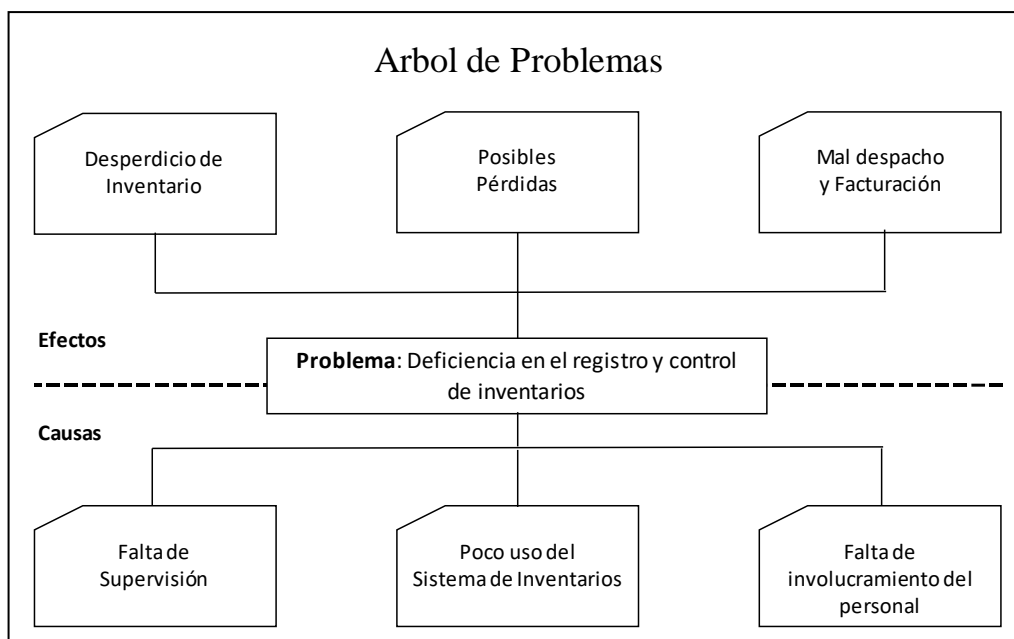 Arbol de Problemas
Desperdicio de
Inventario
Posibles
Pérdidas
Mal despacho
y Facturación
Efectos
Problema: Deficiencia en el registro y control
de inventarios
Causas
Falta de
Supervisión
Poco uso del
Sistema de Inventarios
Falta de
involucramiento del
personal